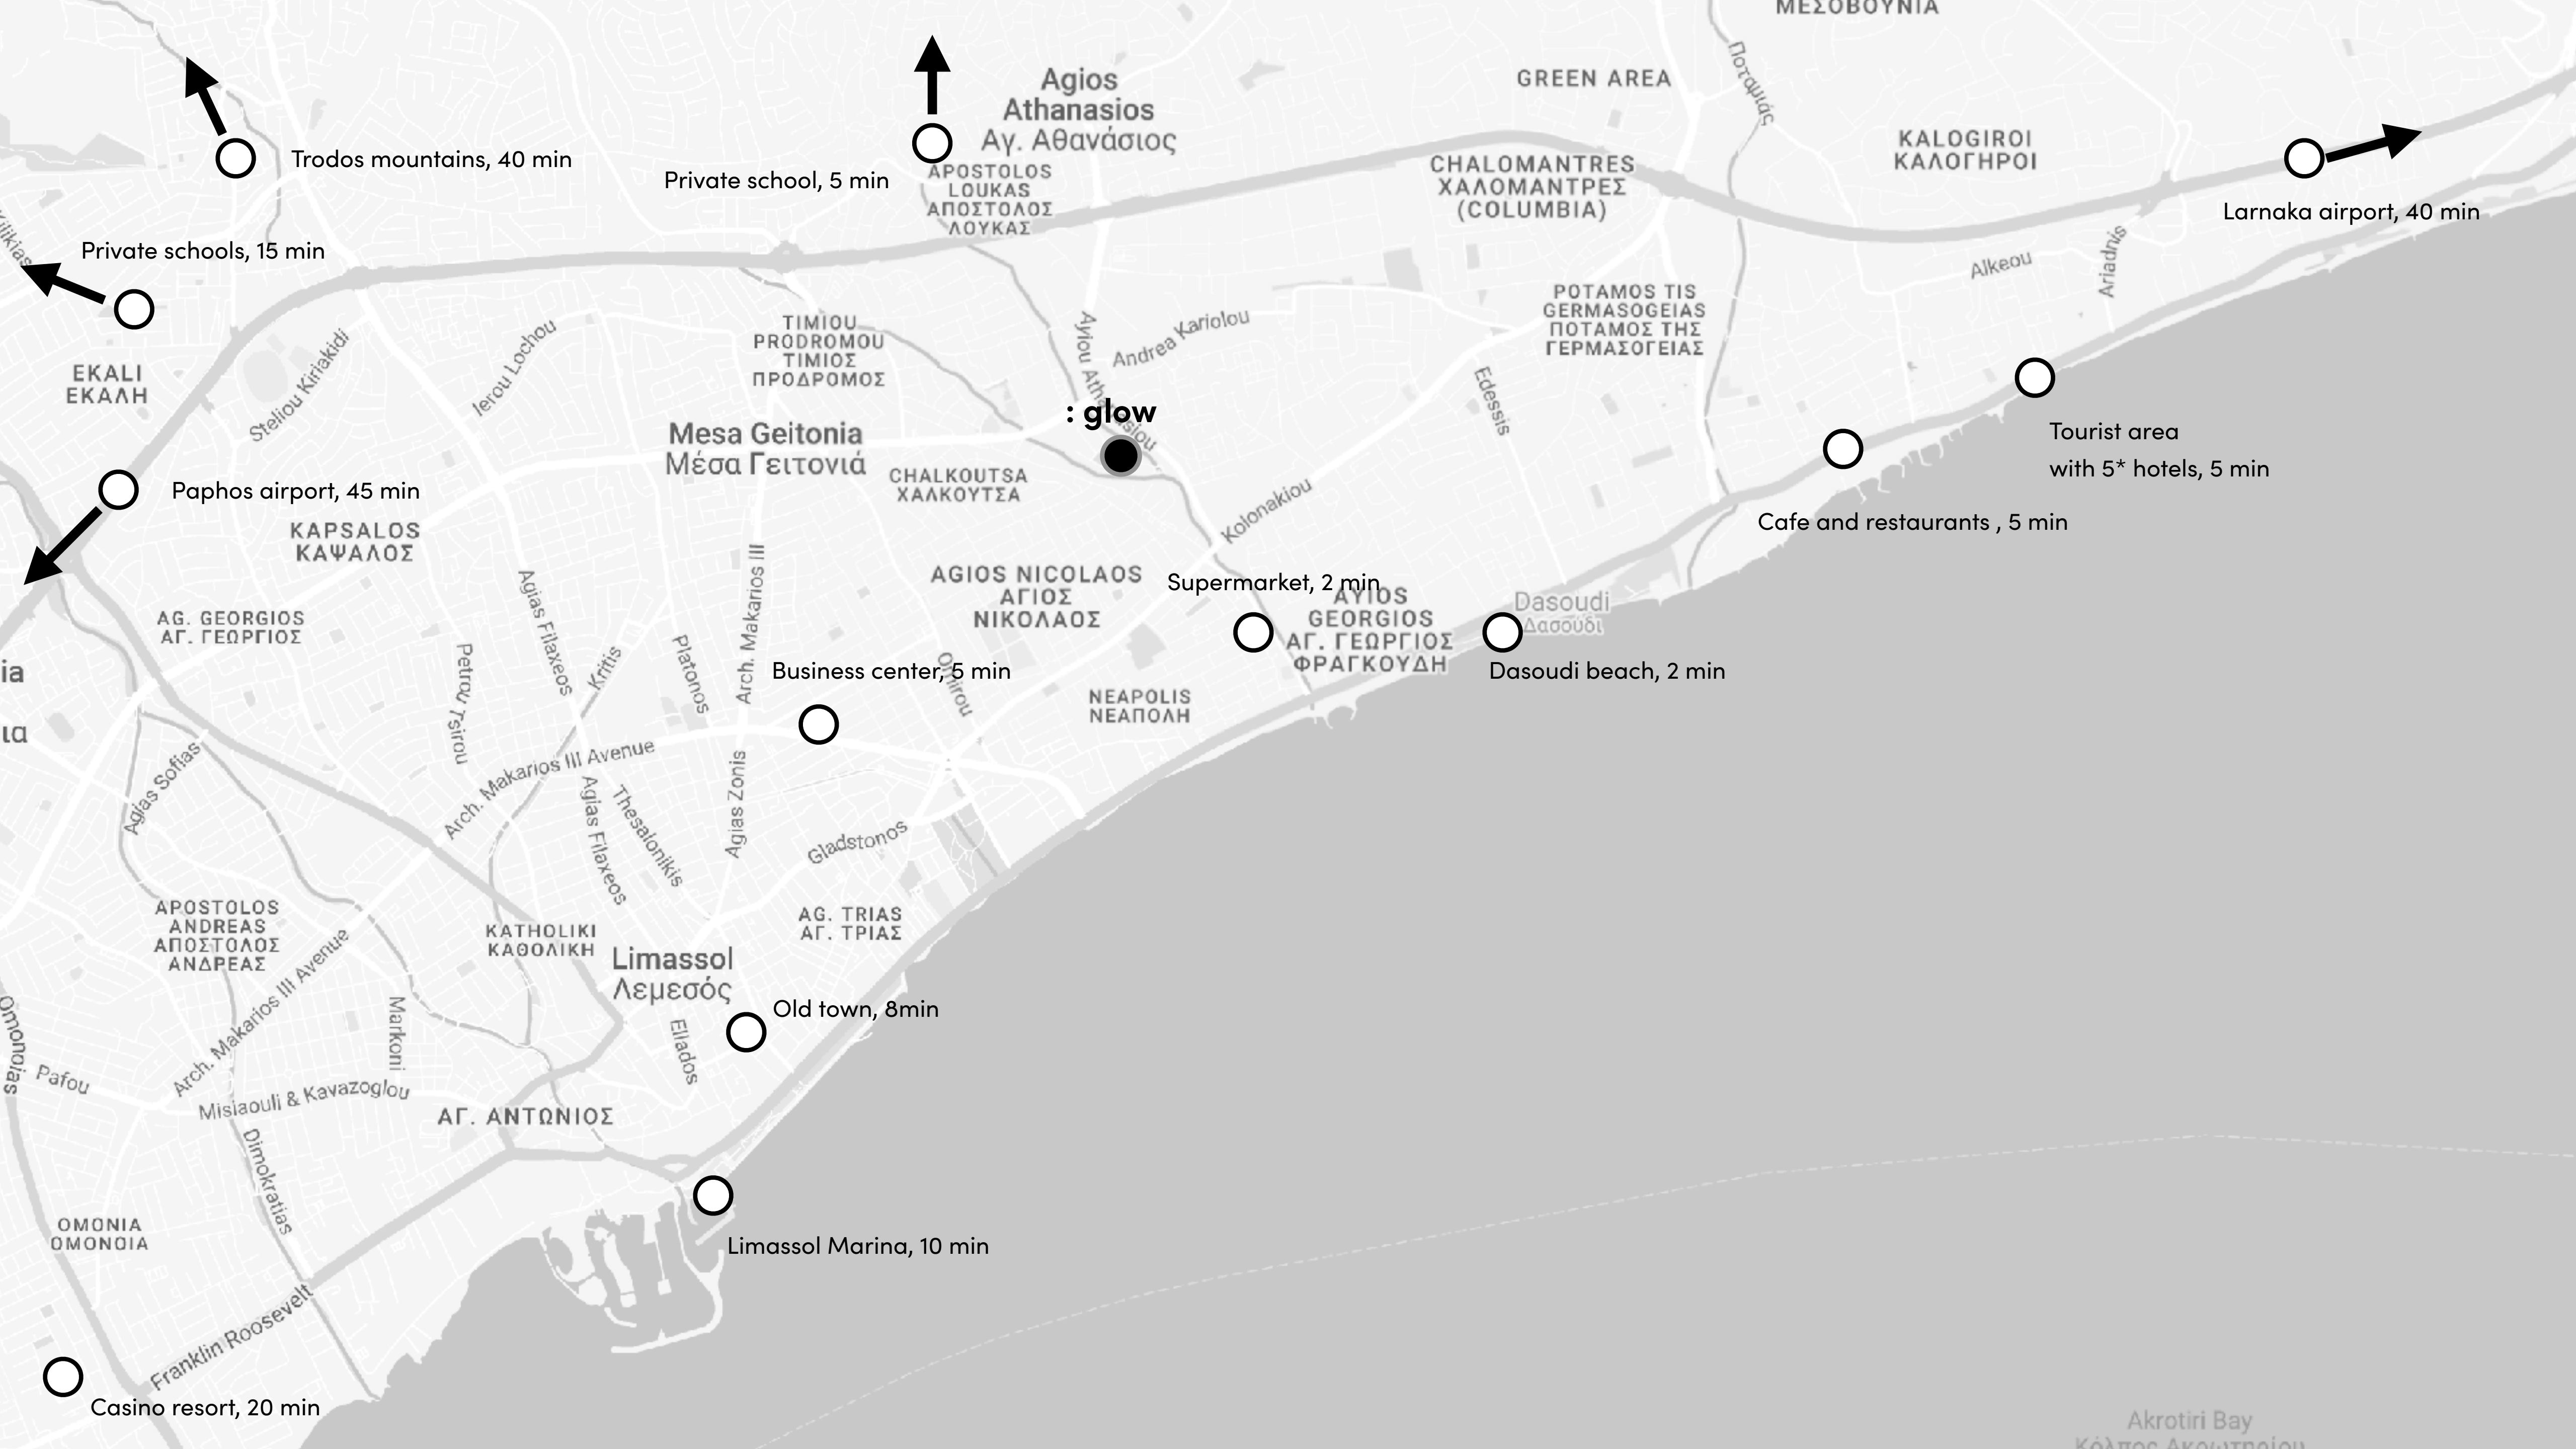 ΜΕΣΟΒΟΥΝΙΑ
Agios
Athanasios
Αγ. Αθανάσιος
GREEN AREA
Ποταμιάς
KALOGIROI
ΚΑΛΟΓΗΡΟΙ
Trodos mountains, 40 min
Private school, 5 min
APOSTOLOS
LOUKAS
ΑΠΟΣΤΟΛΟΣ
ΛΟΥΚΑΣ
CHALOMANTRES
ΧΑΛΟΜΑΝΤΡΕΣ
(COLUMBIA)
Larnaka airport, 40 min
Private schools, 15 min
Alkeou
Ariadnis
EKALI
ΕΚΑΛΗ
Steliou Kiriakidi
Ierou Lochou
TIMIOU
PRODROMOU
ΤΙΜΙΟΣ
ΠΡΟΔΡΟΜΟΣ
Andrea Kariolou
POTAMOS TIS
GERMASOGEIAS
ΠΟΤΑΜΟΣ ΤΗΣ
ΓΕΡΜΑΣΟΓΕΙΑΣ
Edessis
: glow
Mesa Geitonia
Μέσα Γειτονιά
CHALKOUTSA
ΧΑΛΚΟΥΤΣΑ
Tourist area
with 5* hotels, 5 min
Paphos airport, 45 min
Kolonakiou
Cafe and restaurants , 5 min
KAPSALOS
ΚΑΨΑΛΟΣ
AGIOS NICOLAOS
ΑΓΙΟΣ
ΝΙΚΟΛΑΟΣ
Supermarket, 2 min
AYIOS
GEORGIOS
ΑΓ. ΓΕΩΡΓΙΟΣ
ΦΡΑΓΚΟΥΔΗ
Dasoudi
Δασούδι
Dasoudi beach, 2 min
AG. GEORGIOS
ΑΓ. ΓΕΩΡΓΙΟΣ
Agias Filaxeos
Petrou Tsirou
Kritis
Platonos
Arch. Makarios III
Business center, 5 min
Omirou
NEAPOLIS
ΝΕΑΠΟΛΗ
ia
ια
Agias Sofias
Arch. Makarios III Avenue
Agias Filaxeos
Thesalonikis
Agias Zonis
Gladstonos
APOSTOLOS
ANDREAS
ΑΠΟΣΤΟΛΟΣ
ΑΝΔΡΕΑΣ
KATHOLIKI
ΚΑΘΟΛΙΚΗ
AG. TRIAS
ΑΓ. ΤΡΙΑΣ
Limassol
Λεμεσός
Old town, 8min
Ellados
Arch. Makarios III Avenue
Markoni
Omonoias
Pafou
Misiaouli & Kavazoglou
ΑΓ. ΑΝΤΩΝΙΟΣ
Dimokratias
Limassol Marina, 10 min
OMONIA
ΟΜΟΝΟΙΑ
Franklin Roosevelt
Casino resort, 20 min
Akrotiri Bay
Κόλπος Ακρωτηρίου